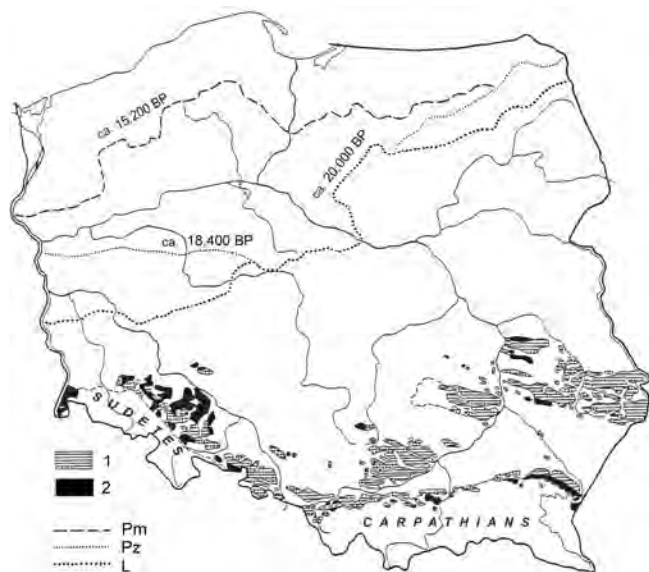 ca. 15,200 BP
ca. 20,000 BP
ca. 18,400 BP
SUDETES
1
2
CARPATHIANS
Pm
Pz
L